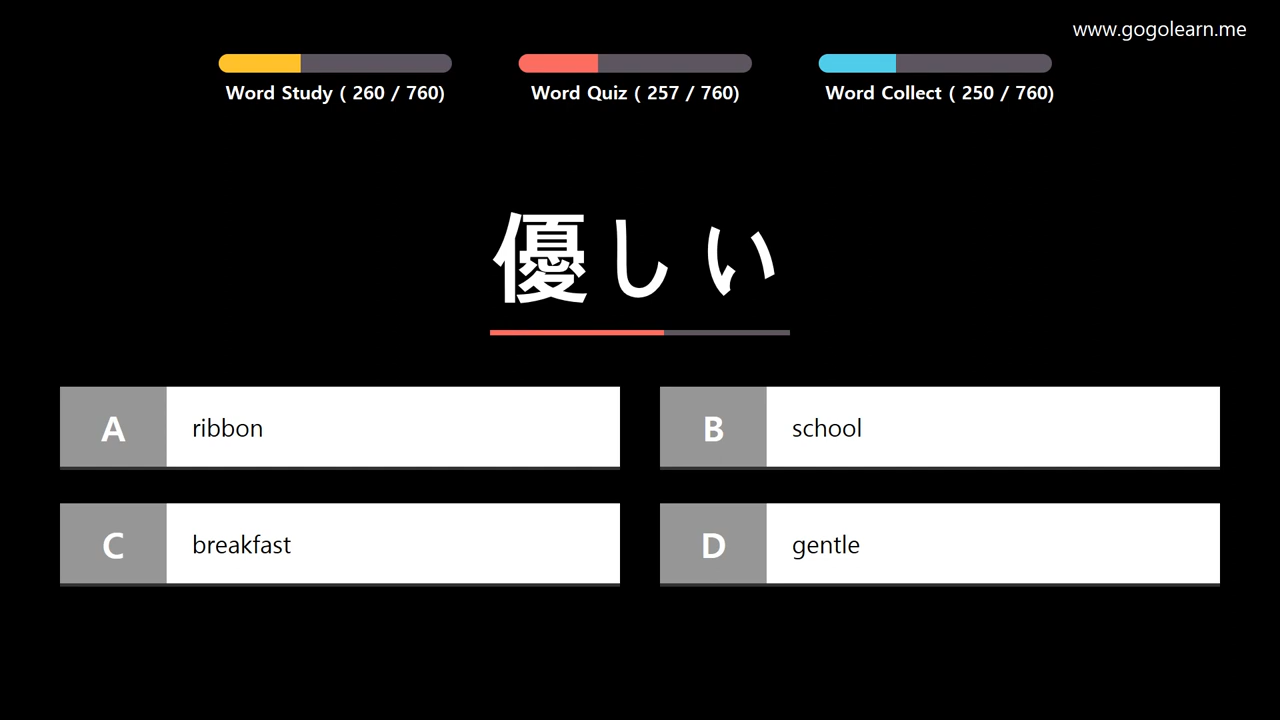 www.gogolearn.me
Word Study ( 260 / 760)
Word Quiz ( 257 / 760)
Word Collect ( 250 / 760)
優しい
A ribbon
B school
C breakfast
D gentle